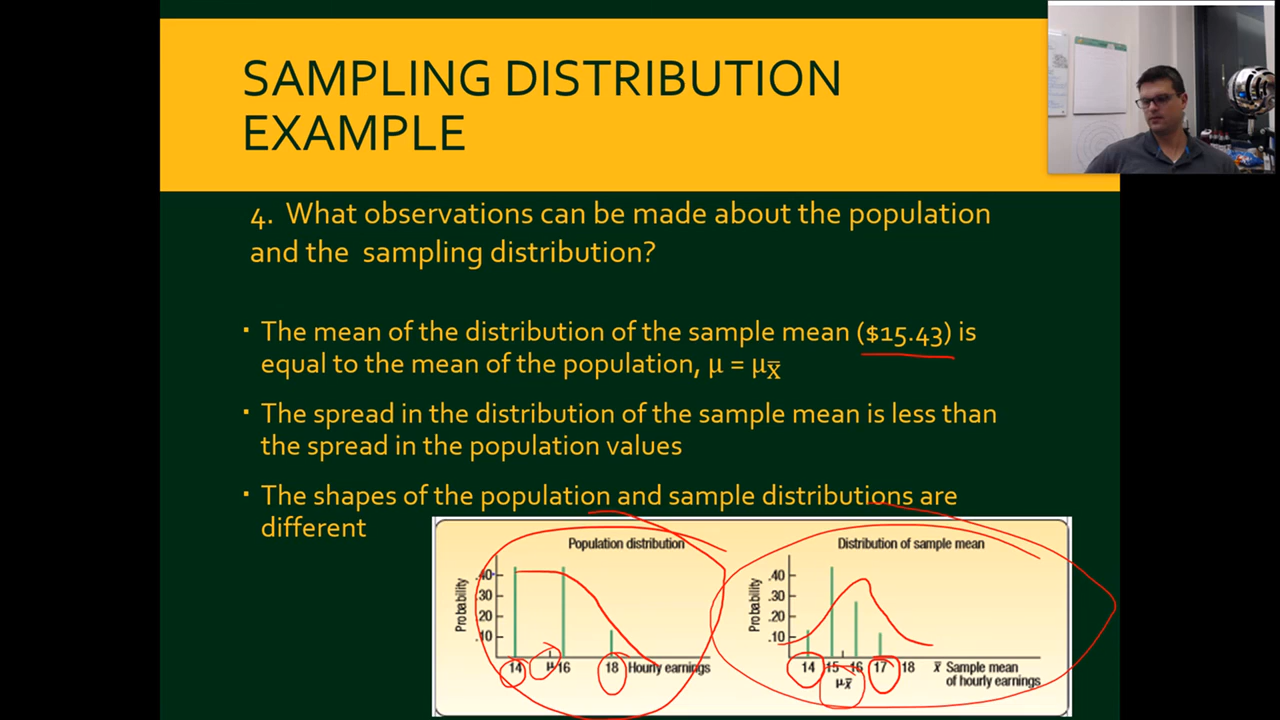 SAMPLING DISTRIBUTION
EXAMPLE
4. What observations can be made about the population
and the sampling distribution?
▪ The mean of the distribution of the sample mean ($15.43) is
equal to the mean of the population, µ = µx̅
▪ The spread in the distribution of the sample mean is less than
the spread in the population values
▪ The shapes of the population and sample distributions are
different
Population distribution
Probability
.40
.30
.20
.10
14 µ 16 18 Hourly earnings
Distribution of sample mean
Probability
.40
.30
.20
.10
14 15 16 17 18 x̅ Sample mean
µx̅ of hourly earnings